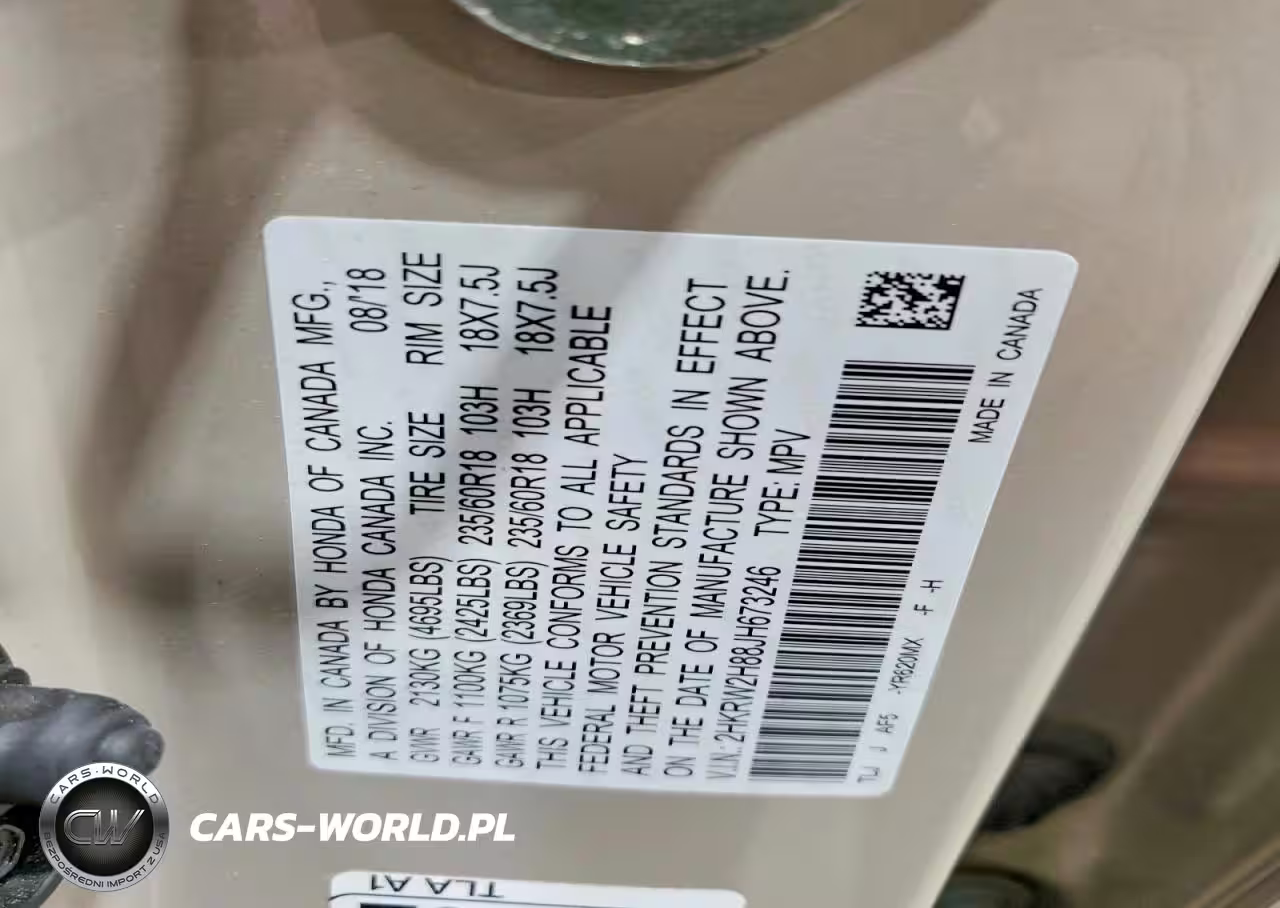 MFD. IN CANADA BY HONDA OF CANADA MFG.,
A DIVISION OF HONDA CANADA INC. 08/'18
GVWR 2130KG (4695LBS) TIRE SIZE RIM SIZE
GAWR F 1100KG (2425LBS) 235/60R18 103H 18X7.5J
GAWR R 1075KG (2369LBS) 235/60R18 103H 18X7.5J
THIS VEHICLE CONFORMS TO ALL APPLICABLE
FEDERAL MOTOR VEHICLE SAFETY
AND THEFT PREVENTION STANDARDS IN EFFECT
ON THE DATE OF MANUFACTURE SHOWN ABOVE.
V.I.N.: 2HKRW2H88JH673246 TYPE: MPV
TLJ J AF5 -YR620MX -F -H
MADE IN CANADA
TLA A1
CARS-WORLD
CW
BEZPOŚREDNI IMPORT Z USA
CARS-WORLD.PL